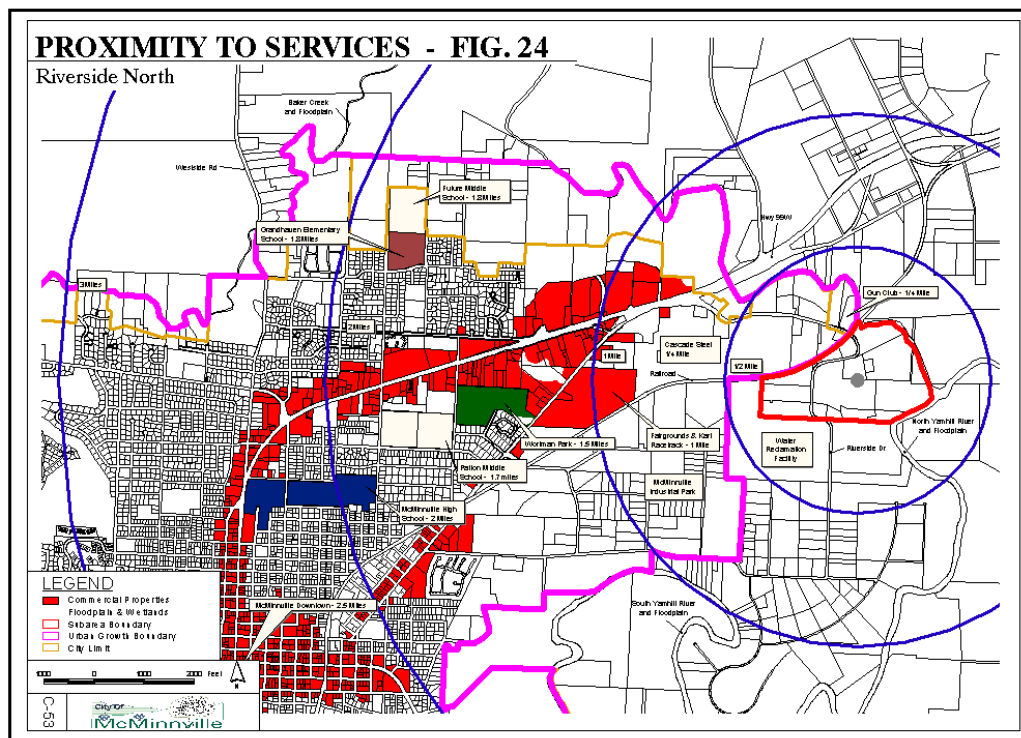 PROXIMITY TO SERVICES - FIG. 24
Riverside North
Baker Creek
and Floodplain
Westside Rd
Future Middle
School - 1.8 Miles
Grandhaven Elementary
School - 1.8 Miles
Hwy 99W
3 Miles
Gun Club - 1/4 Mile
2 Miles
Cascade Steel
1 Mile
1/2 Mile
Railroad
North Yamhill River
and Floodplain
Wortman Park - 1.5 Miles
Fairgrounds & Kart
Racetrack - 1 Mile
Water
Reclamation
Facility
Riverside Dr
Patton Middle
School - 1.7 miles
McMinnville
Industrial Park
McMinnville High
School - 2 Miles
LEGEND
Commercial Properties
Floodplain & Wetlands
Subarea Boundary
Urban Growth Boundary
City Limit
McMinnville Downtown - 2.5 Miles
South Yamhill River
and Floodplain
1000 0 1000 2000 Feet
N
C-53
City Of
McMinnville